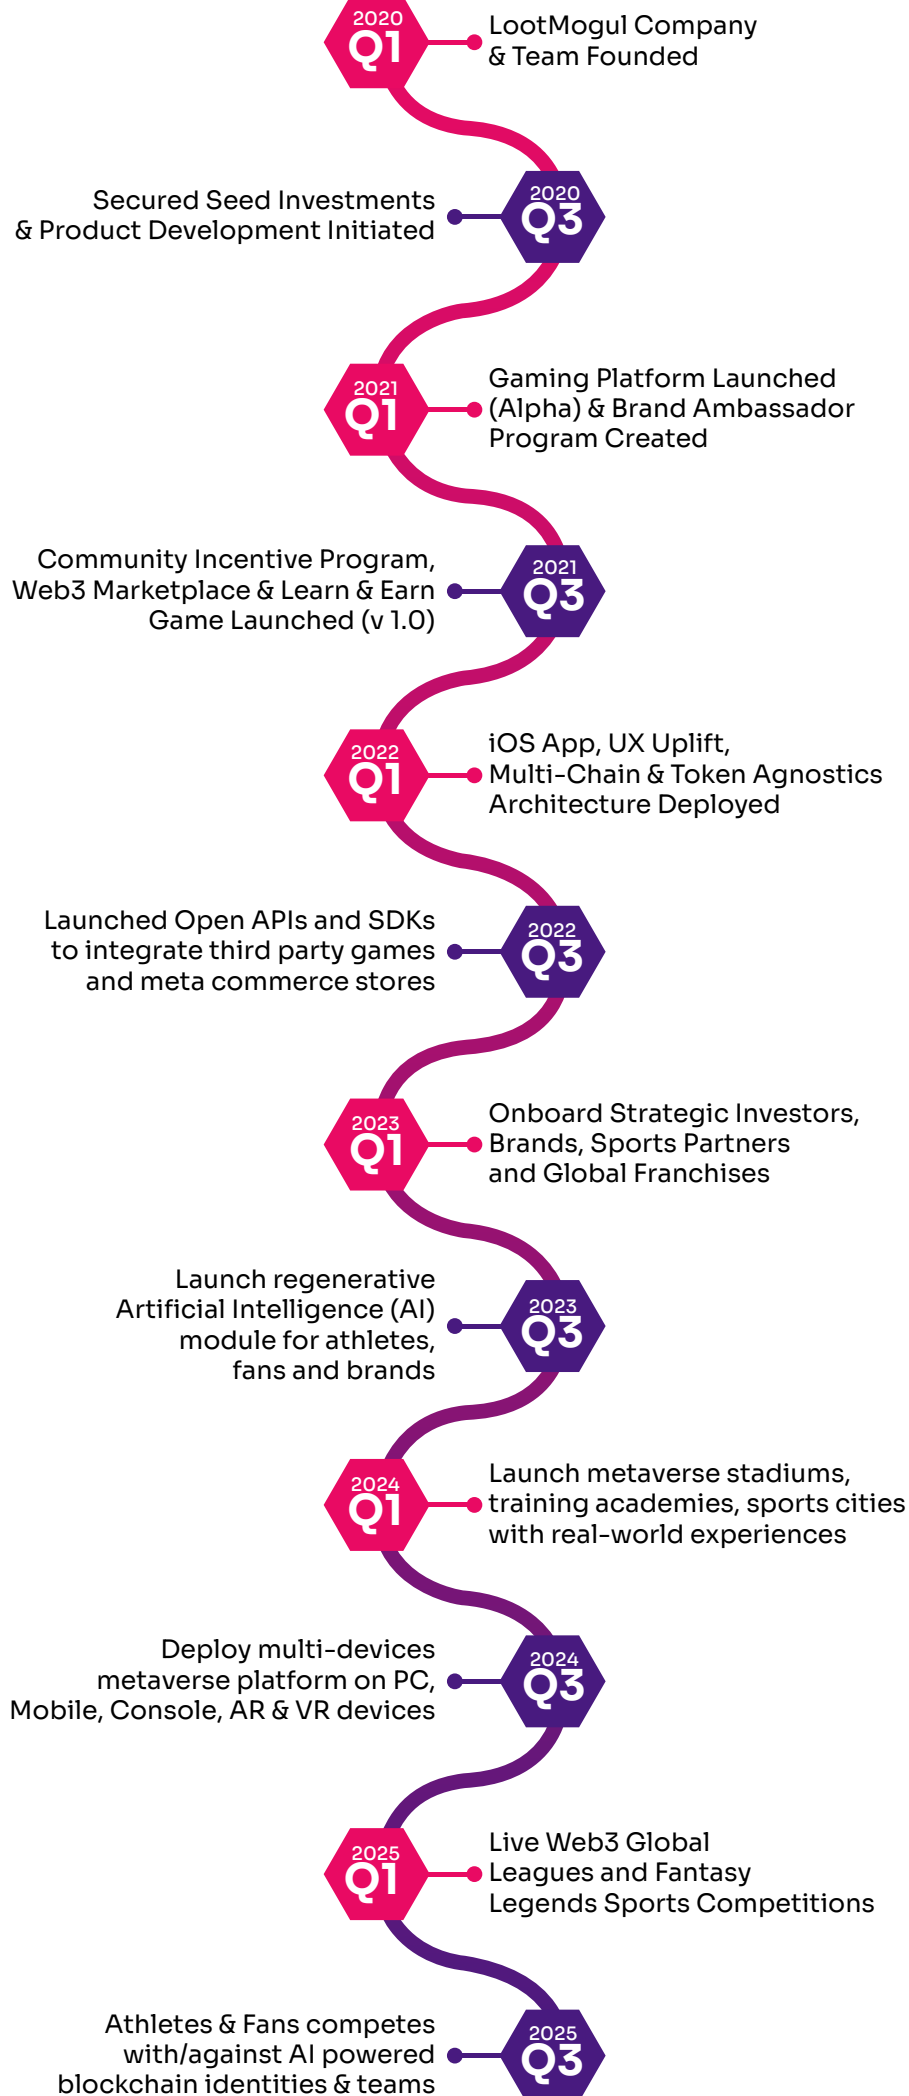 2020
Q1
LootMogul Company
& Team Founded
2020
Q3
Secured Seed Investments
& Product Development Initiated
2021
Q1
Gaming Platform Launched
(Alpha) & Brand Ambassador
Program Created
2021
Q3
Community Incentive Program,
Web3 Marketplace & Learn & Earn
Game Launched (v 1.0)
2022
Q1
iOS App, UX Uplift,
Multi-Chain & Token Agnostics
Architecture Deployed
2022
Q3
Launched Open APIs and SDKs
to integrate third party games
and meta commerce stores
2023
Q1
Onboard Strategic Investors,
Brands, Sports Partners
and Global Franchises
2023
Q3
Launch regenerative
Artificial Intelligence (AI)
module for athletes,
fans and brands
2024
Q1
Launch metaverse stadiums,
training academies, sports cities
with real-world experiences
2024
Q3
Deploy multi-devices
metaverse platform on PC,
Mobile, Console, AR & VR devices
2025
Q1
Live Web3 Global
Leagues and Fantasy
Legends Sports Competitions
2025
Q3
Athletes & Fans competes
with/against AI powered
blockchain identities & teams